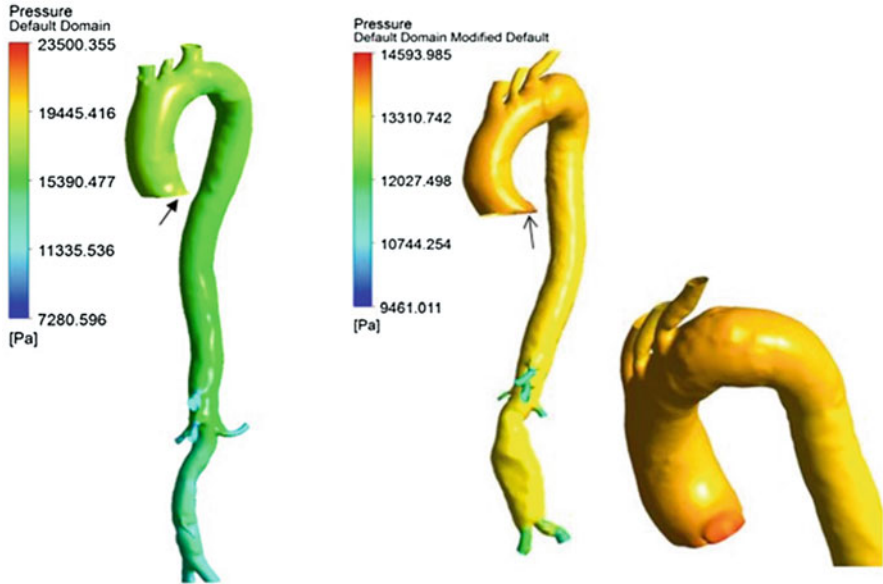 Pressure
Default Domain
23500.355
19445.416
15390.477
11335.536
7280.596
[Pa]
Pressure
Default Domain Modified Default
14593.985
13310.742
12027.498
10744.254
9461.011
[Pa]